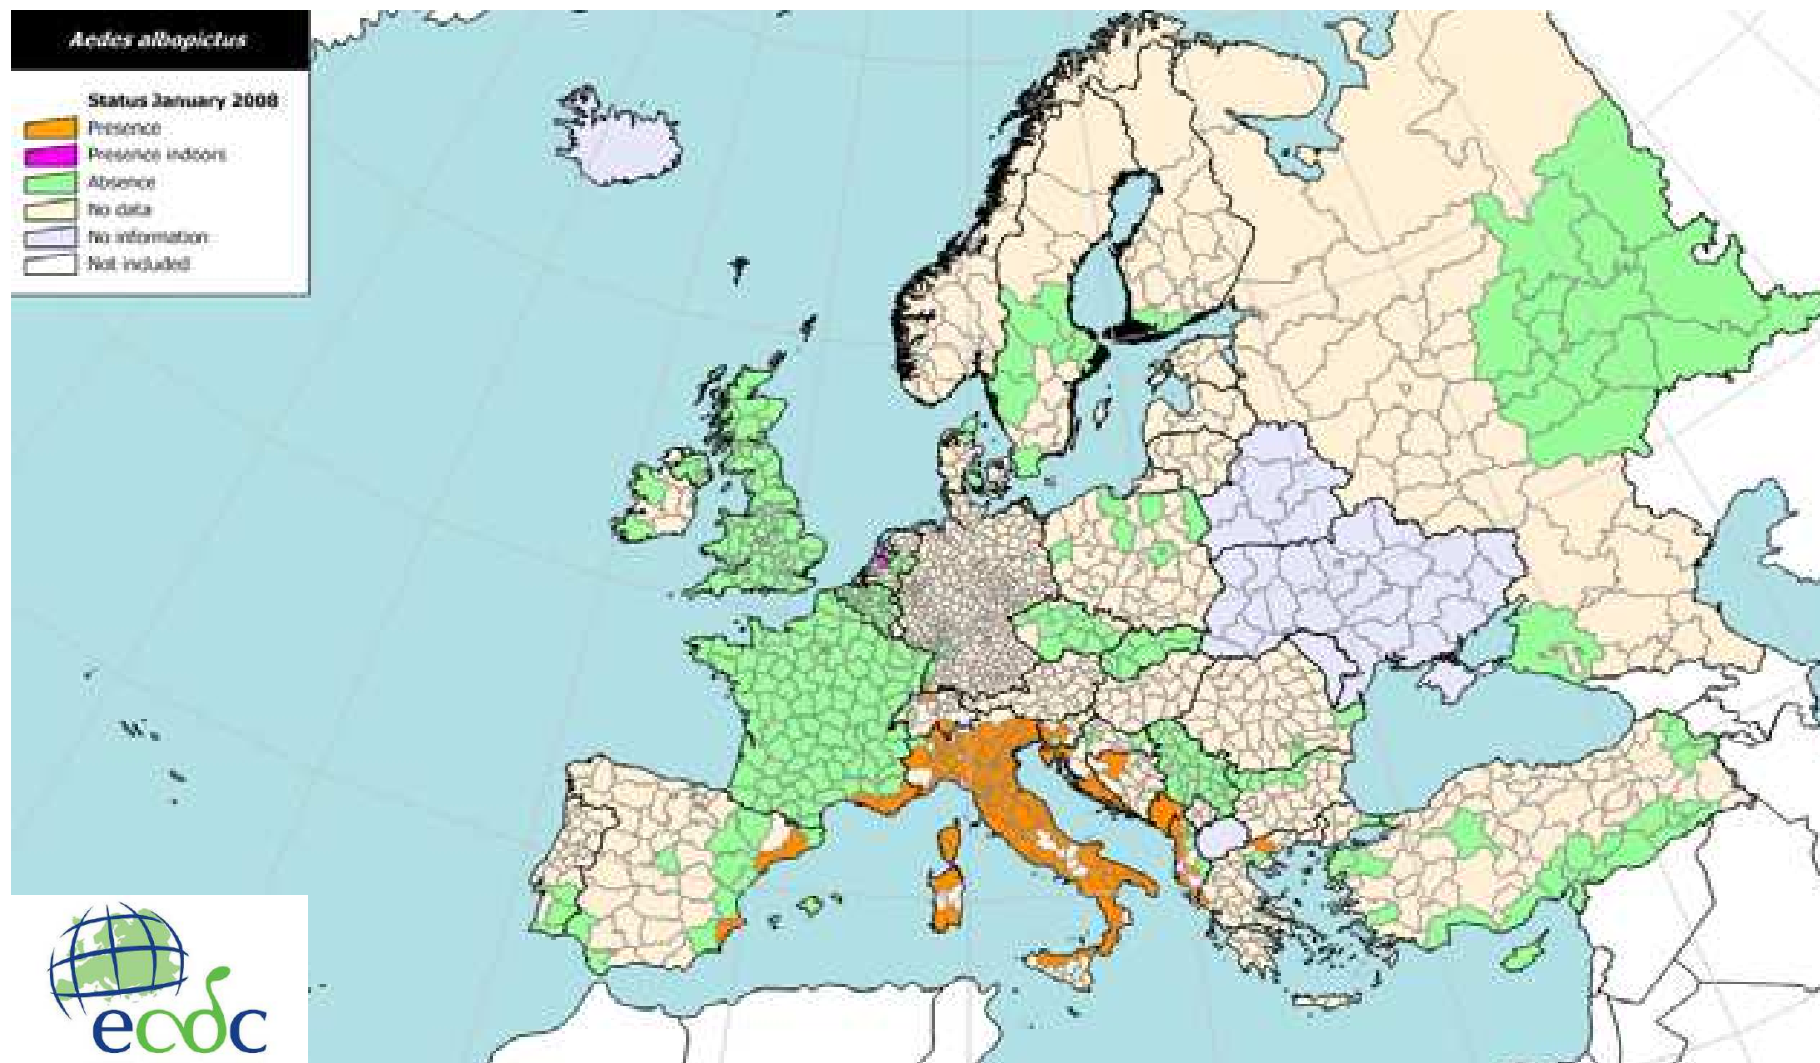 Aedes albopictus
Status January 2008
Presence
Presence indoors
Absence
No data
No information
Not included
ecdc